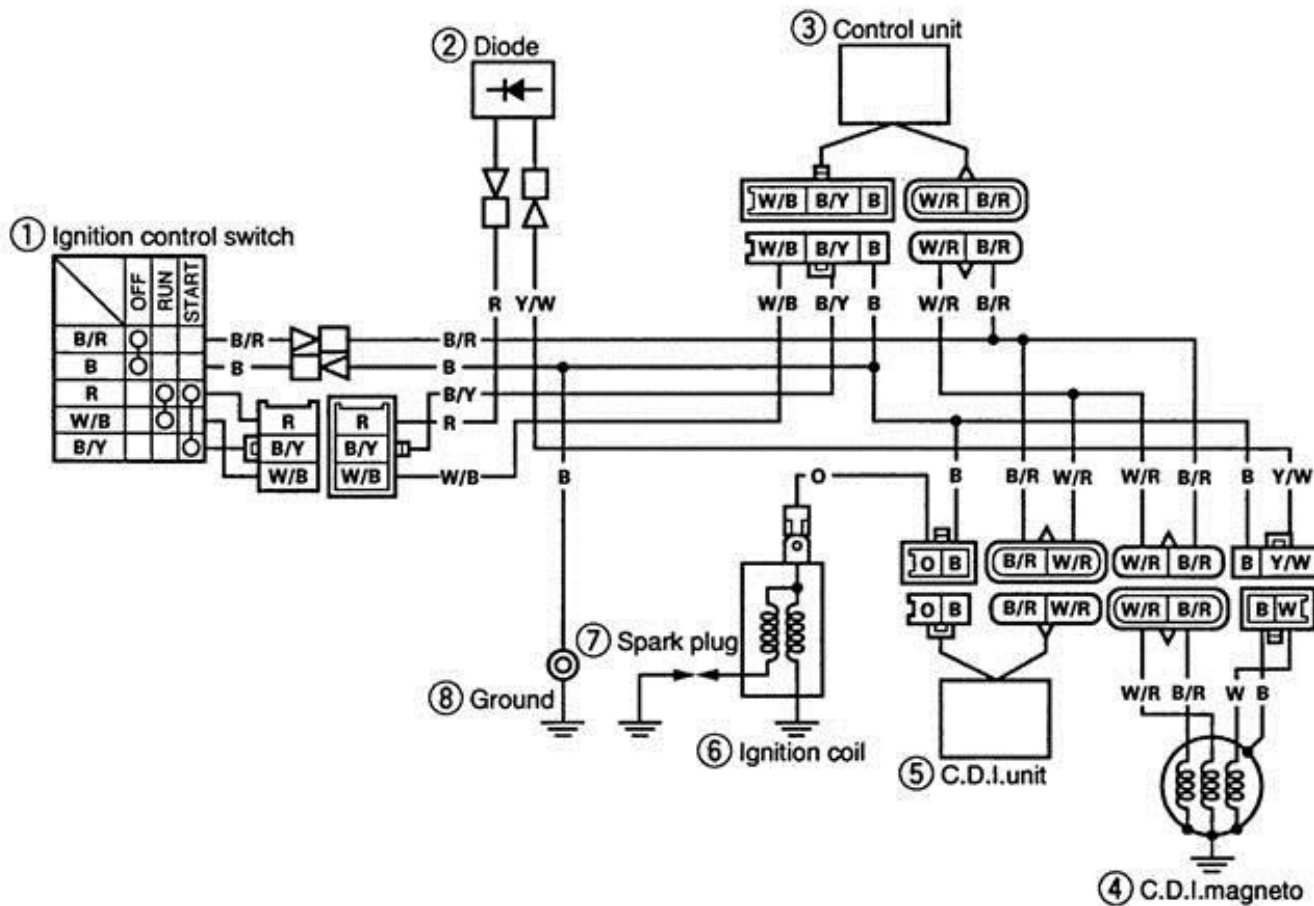 ③ Control unit
② Diode
W/B B/Y B W/R B/R
① Ignition control switch
W/B B/Y B W/R B/R
OFF RUN START
R Y/W W/B B/Y B W/R B/R
B/R B/R B/R
B B B
R B/Y
W/B R R R
B/Y B/Y B/Y
W/B W/B W/B B O B B/R W/R W/R B/R B Y/W
O B B/R W/R W/R B/R B Y/W
O B B/R W/R W/R B/R B W
⑦ Spark plug
⑧ Ground W/R B/R W B
⑥ Ignition coil
⑤ C.D.I.unit
④ C.D.I.magneto